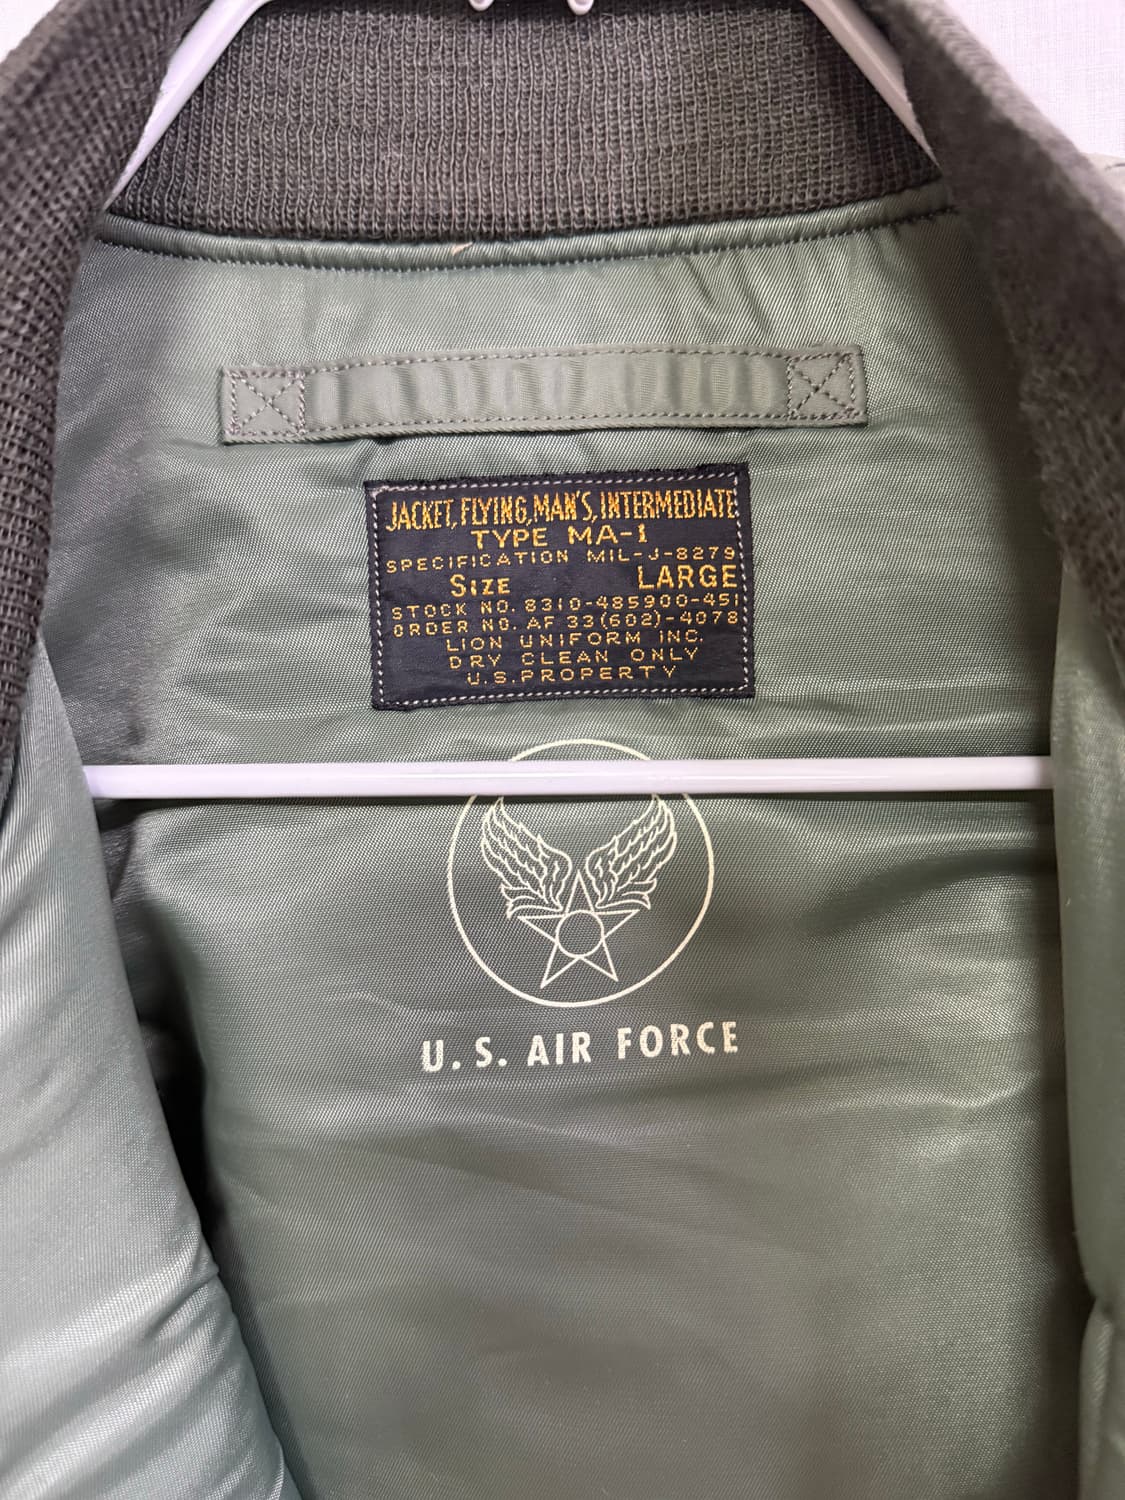 JACKET, FLYING, MAN'S, INTERMEDIATE
TYPE MA-1
SPECIFICATION MIL-J-8279
SIZE LARGE
STOCK NO. 8310-485900-451
ORDER NO. AF 33(602)-4078
LION UNIFORM INC.
DRY CLEAN ONLY
U.S.PROPERTY
U.S. AIR FORCE